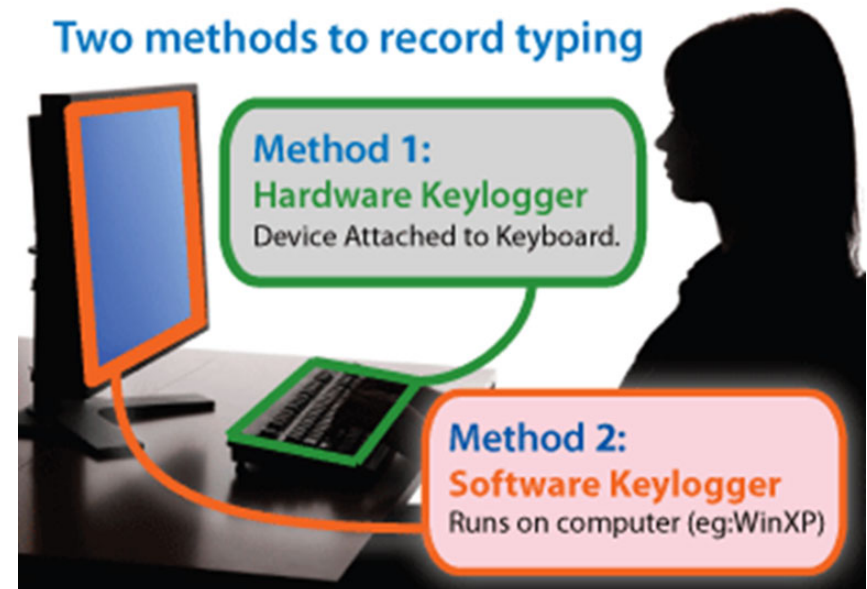 Two methods to record typing
Method 1:
Hardware Keylogger
Device Attached to Keyboard.
Method 2:
Software Keylogger
Runs on computer (eg:WinXP)